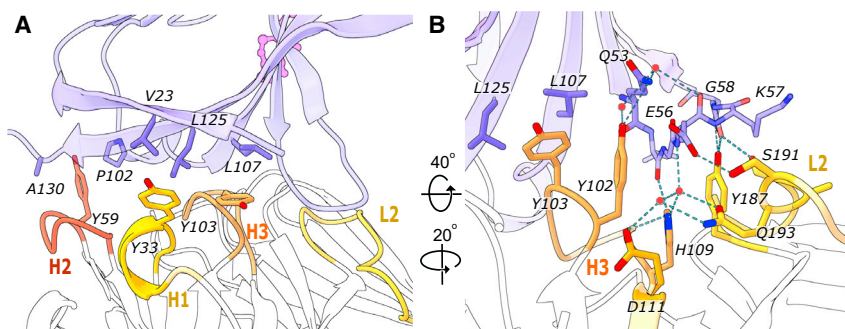 A
V23
L125
P102
L107
A130
Y59
Y103
L2
Y33
H3
H2
H1
40°
20°
B
Q53
L125
L107
G58
K57
E56
S191
L2
Y102
Y103
Y187
Q193
H109
H3
D111